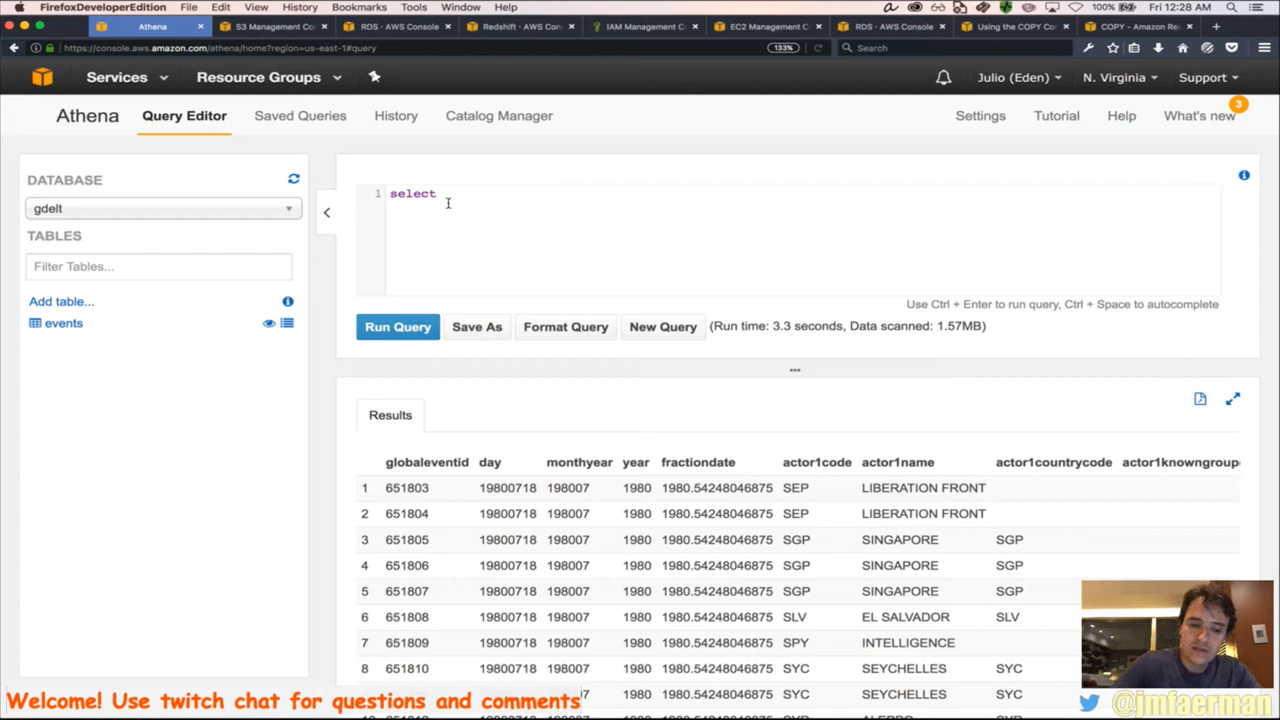 FirefoxDeveloperEdition File Edit View History Bookmarks Tools Window Help 100% Fri 12:28 AM
Athena × S3 Management Co × RDS · AWS Console × Redshift · AWS Con × IAM Management C × EC2 Management C × RDS · AWS Console × Using the COPY Con × COPY - Amazon Re × +
https://console.aws.amazon.com/athena/home?region=us-east-1#query 133% Search
Services Resource Groups Julio (Eden) N. Virginia Support
Athena Query Editor Saved Queries History Catalog Manager Settings Tutorial Help What's new 3
DATABASE
gdelt
TABLES
Filter Tables...
Add table...
events
1 select
Use Ctrl + Enter to run query, Ctrl + Space to autocomplete
Run Query Save As Format Query New Query (Run time: 3.3 seconds, Data scanned: 1.57MB)
Results
globaleventid day monthyear year fractiondate actor1code actor1name actor1countrycode actor1knowngroup
1 651803 19800718 198007 1980 1980.54248046875 SEP LIBERATION FRONT
2 651804 19800718 198007 1980 1980.54248046875 SEP LIBERATION FRONT
3 651805 19800718 198007 1980 1980.54248046875 SGP SINGAPORE SGP
4 651806 19800718 198007 1980 1980.54248046875 SGP SINGAPORE SGP
5 651807 19800718 198007 1980 1980.54248046875 SGP SINGAPORE SGP
6 651808 19800718 198007 1980 1980.54248046875 SLV EL SALVADOR SLV
7 651809 19800718 198007 1980 1980.54248046875 SPY INTELLIGENCE
8 651810 19800718 198007 1980 1980.54248046875 SYC SEYCHELLES SYC
1980 1980.54248046875 SYC SEYCHELLES SYC
Welcome! Use twitch chat for questions and comments
@jmfaerman